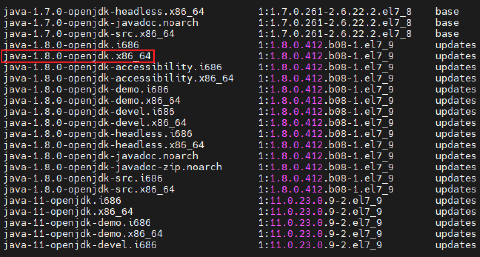 java-1.7.0-openjdk-headless.x86_64 1:1.7.0.261-2.6.22.2.el7_8 base
java-1.7.0-openjdk-javadoc.noarch 1:1.7.0.261-2.6.22.2.el7_8 base
java-1.7.0-openjdk-src.x86_64 1:1.7.0.261-2.6.22.2.el7_8 base
java-1.8.0-openjdk.i686 1:1.8.0.412.b08-1.el7_9 updates
java-1.8.0-openjdk.x86_64 1:1.8.0.412.b08-1.el7_9 updates
java-1.8.0-openjdk-accessibility.i686 1:1.8.0.412.b08-1.el7_9 updates
java-1.8.0-openjdk-accessibility.x86_64 1:1.8.0.412.b08-1.el7_9 updates
java-1.8.0-openjdk-demo.i686 1:1.8.0.412.b08-1.el7_9 updates
java-1.8.0-openjdk-demo.x86_64 1:1.8.0.412.b08-1.el7_9 updates
java-1.8.0-openjdk-devel.i686 1:1.8.0.412.b08-1.el7_9 updates
java-1.8.0-openjdk-devel.x86_64 1:1.8.0.412.b08-1.el7_9 updates
java-1.8.0-openjdk-headless.i686 1:1.8.0.412.b08-1.el7_9 updates
java-1.8.0-openjdk-headless.x86_64 1:1.8.0.412.b08-1.el7_9 updates
java-1.8.0-openjdk-javadoc.noarch 1:1.8.0.412.b08-1.el7_9 updates
java-1.8.0-openjdk-javadoc-zip.noarch 1:1.8.0.412.b08-1.el7_9 updates
java-1.8.0-openjdk-src.i686 1:1.8.0.412.b08-1.el7_9 updates
java-1.8.0-openjdk-src.x86_64 1:1.8.0.412.b08-1.el7_9 updates
java-11-openjdk.i686 1:11.0.23.0.9-2.el7_9 updates
java-11-openjdk.x86_64 1:11.0.23.0.9-2.el7_9 updates
java-11-openjdk-demo.i686 1:11.0.23.0.9-2.el7_9 updates
java-11-openjdk-demo.x86_64 1:11.0.23.0.9-2.el7_9 updates
java-11-openjdk-devel.i686 1:11.0.23.0.9-2.el7_9 updates